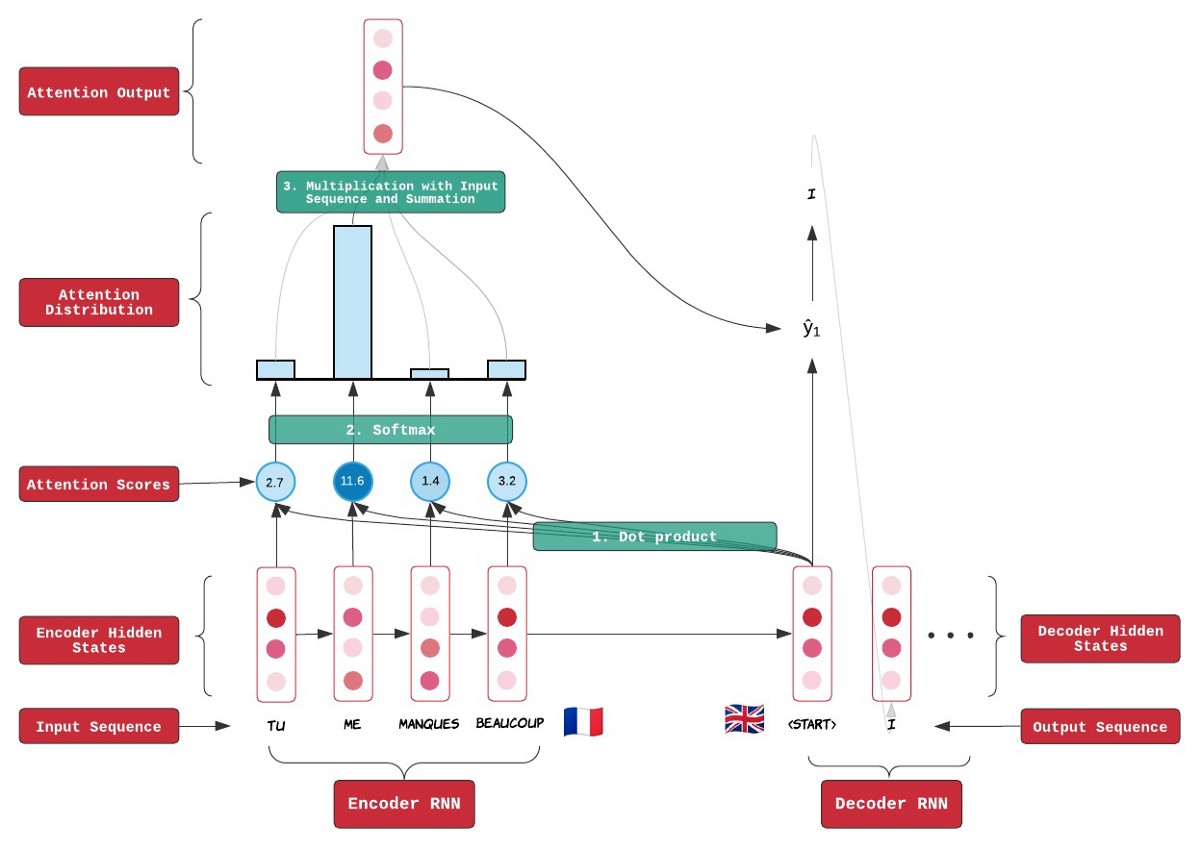 Attention Output
3. Multiplication with Input
Sequence and Summation
I
Attention
Distribution
ŷ₁
2. Softmax
Attention Scores
2.7
11.6
1.4
3.2
1. Dot product
Encoder Hidden
States
Decoder Hidden
States
Input Sequence
TU
ME
MANQUES
BEAUCOUP
<START>
I
Output Sequence
Encoder RNN
Decoder RNN